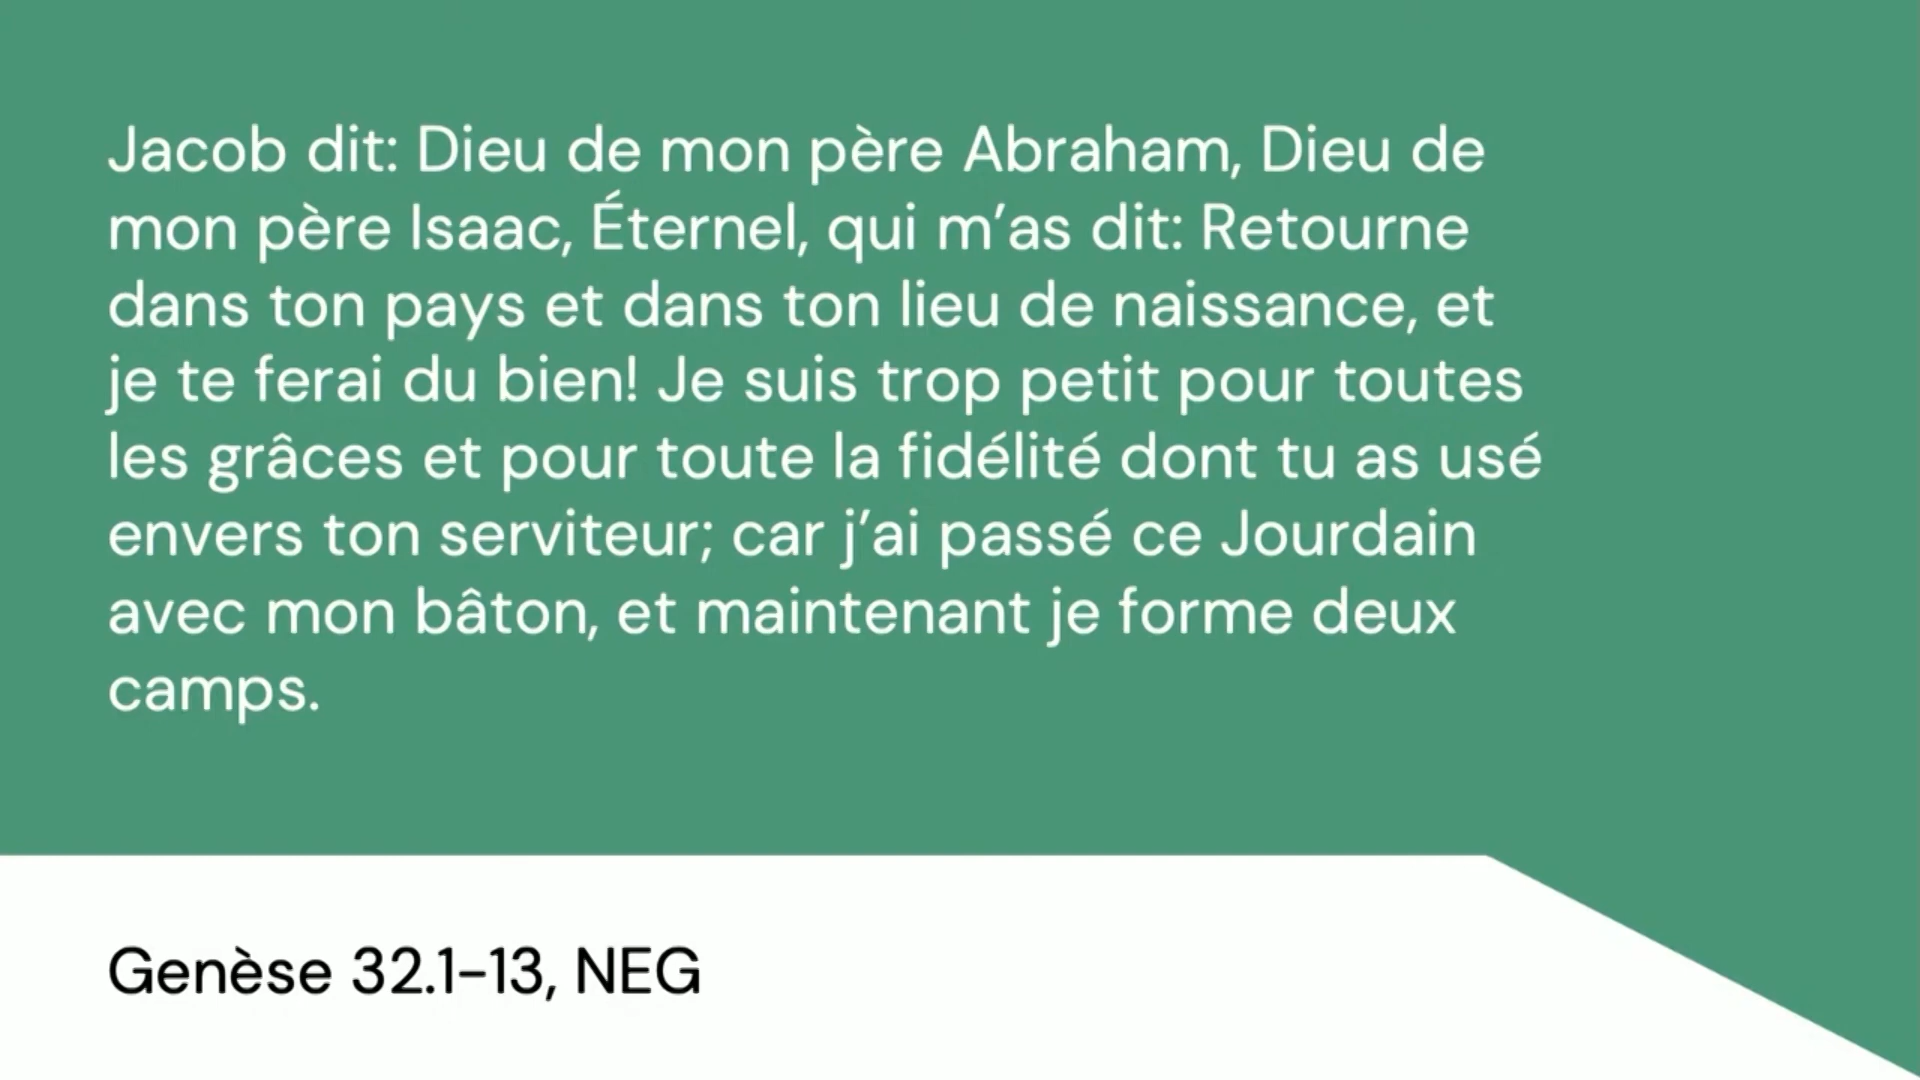 Jacob dit: Dieu de mon père Abraham, Dieu de
mon père Isaac, Éternel, qui m’as dit: Retourne
dans ton pays et dans ton lieu de naissance, et
je te ferai du bien! Je suis trop petit pour toutes
les grâces et pour toute la fidélité dont tu as usé
envers ton serviteur; car j’ai passé ce Jourdain
avec mon bâton, et maintenant je forme deux
camps.
Genèse 32.1–13, NEG